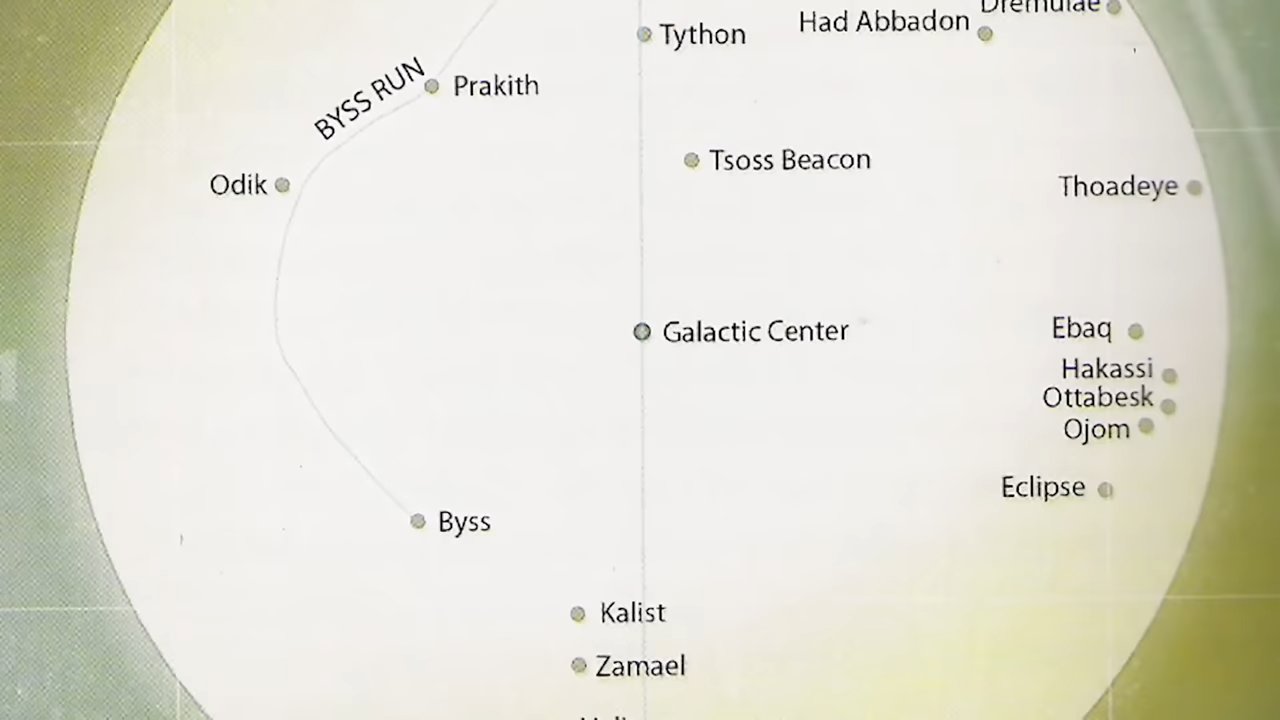 Dremulae
Had Abbadon
Tython
BYSS RUN
Prakith
Tsoss Beacon
Odik
Thoadeye
Galactic Center
Ebaq
Hakassi
Ottabesk
Ojom
Eclipse
Byss
Kalist
Zamael